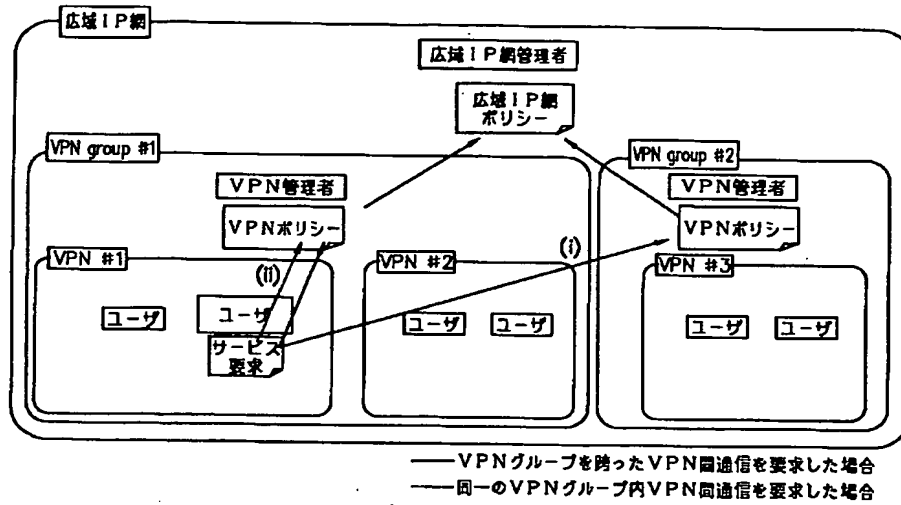 広域IP網
広域IP網管理者
広域IP網
ポリシー
VPN group #1
VPN group #2
VPN管理者
VPN管理者
VPNポリシー
VPNポリシー
VPN #1
(ii)
VPN #2
(i)
VPN #3
ユーザ
ユーザ
ユーザ
ユーザ
ユーザ
ユーザ
サービス
要求
VPNグループを跨ったVPN間通信を要求した場合
同一のVPNグループ内VPN間通信を要求した場合